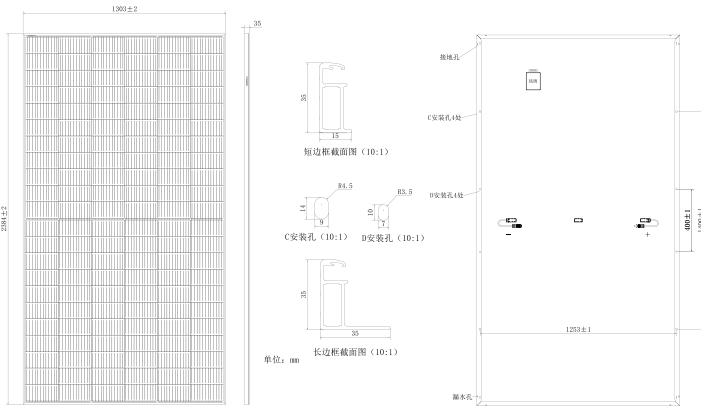 1303±2
35
2384±2
35
15
短边框截面图（10:1）
R4.5
14
9
C安装孔（10:1）
R3.5
10
7
D安装孔（10:1）
35
35
长边框截面图（10:1）
单位：mm
接地孔
C安装孔4处
D安装孔4处
400±1
1400±1
1253±1
漏水孔
－
＋